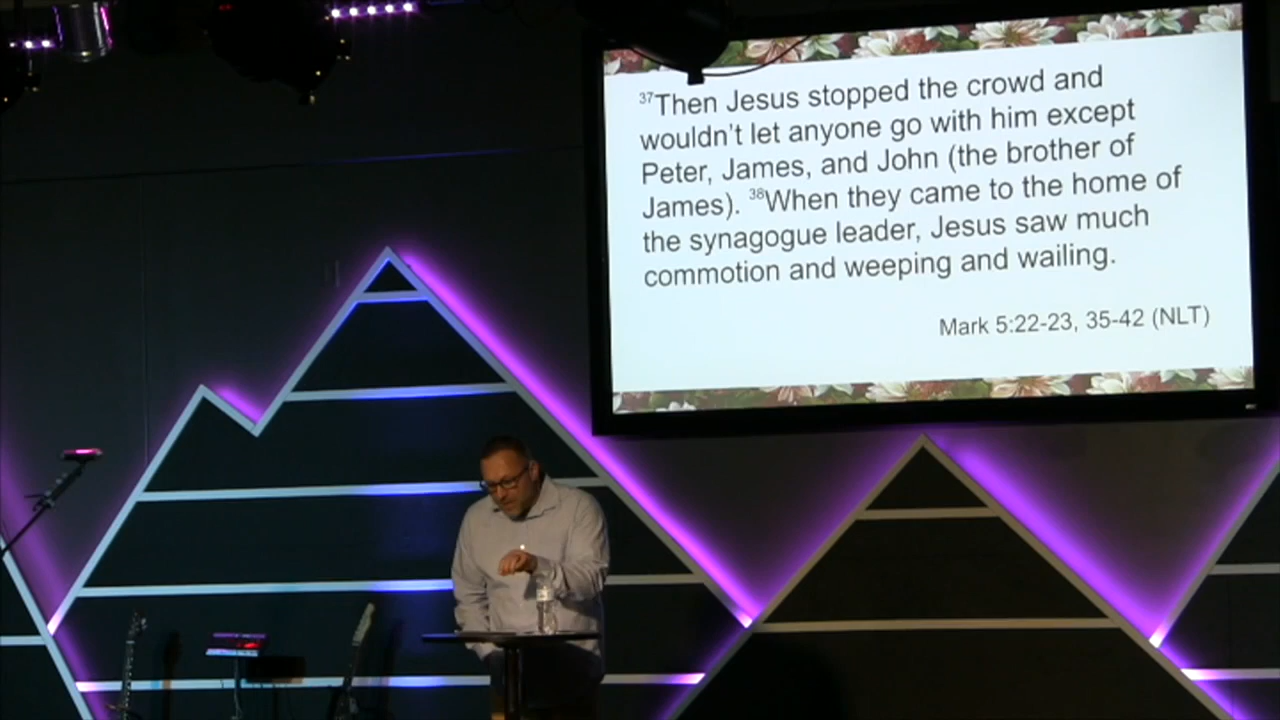 ³⁷Then Jesus stopped the crowd and
wouldn't let anyone go with him except
Peter, James, and John (the brother of
James). ³⁸When they came to the home of
the synagogue leader, Jesus saw much
commotion and weeping and wailing.
Mark 5:22-23, 35-42 (NLT)